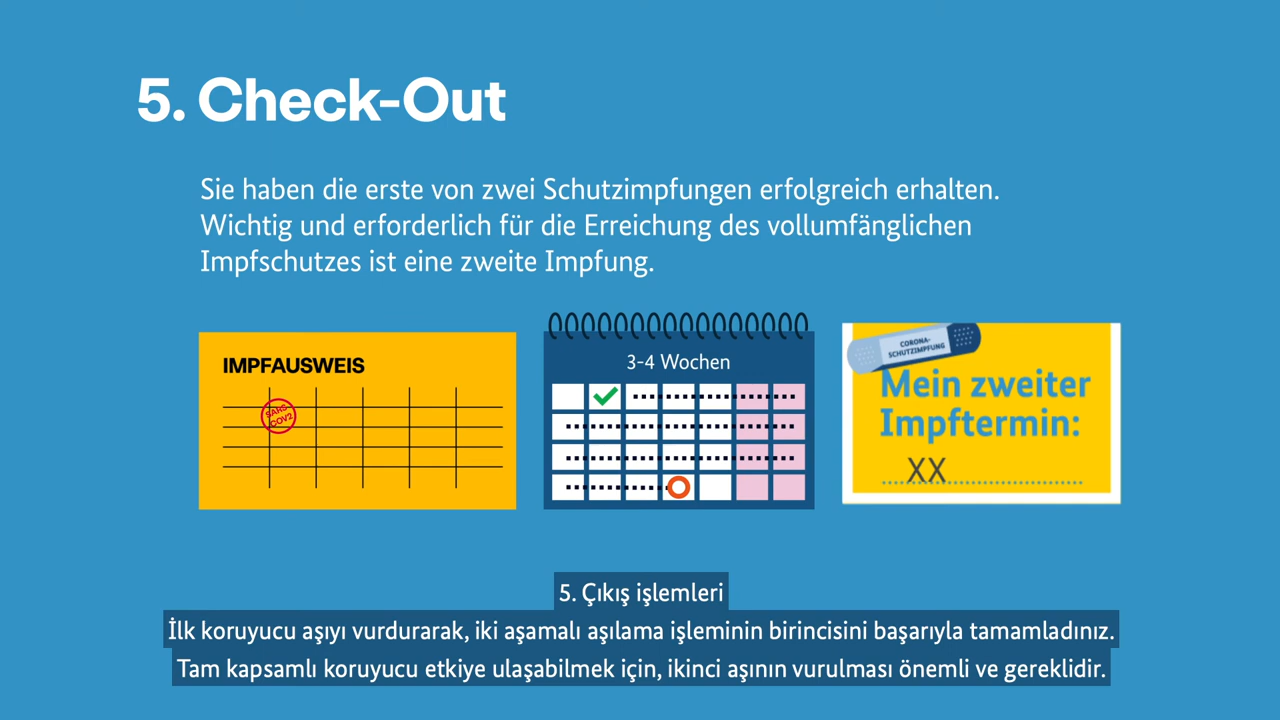 5. Check-Out
Sie haben die erste von zwei Schutzimpfungen erfolgreich erhalten.
Wichtig und erforderlich für die Erreichung des vollumfänglichen
Impfschutzes ist eine zweite Impfung.
IMPFAUSWEIS
SARS-
COV2
3-4 Wochen
CORONA-
SCHUTZIMPFUNG
Mein zweiter
Impftermin:
XX
5. Çıkış işlemleri
İlk koruyucu aşıyı vurdurarak, iki aşamalı aşılama işleminin birincisini başarıyla tamamladınız.
Tam kapsamlı koruyucu etkiye ulaşabilmek için, ikinci aşının vurulması önemli ve gereklidir.